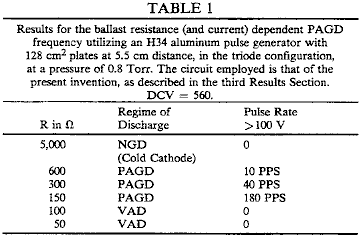 TABLE 1
Results for the ballast resistance (and current) dependent PAGD
frequency utilizing an H34 aluminum pulse generator with
128 cm² plates at 5.5 cm distance, in the triode configuration,
at a pressure of 0.8 Torr. The circuit employed is that of the
present invention, as described in the third Results Section.
DCV = 560.
Regime of Pulse Rate
R in Ω Discharge >100 V
5,000 NGD 0
(Cold Cathode)
600 PAGD 10 PPS
300 PAGD 40 PPS
150 PAGD 180 PPS
100 VAD 0
50 VAD 0